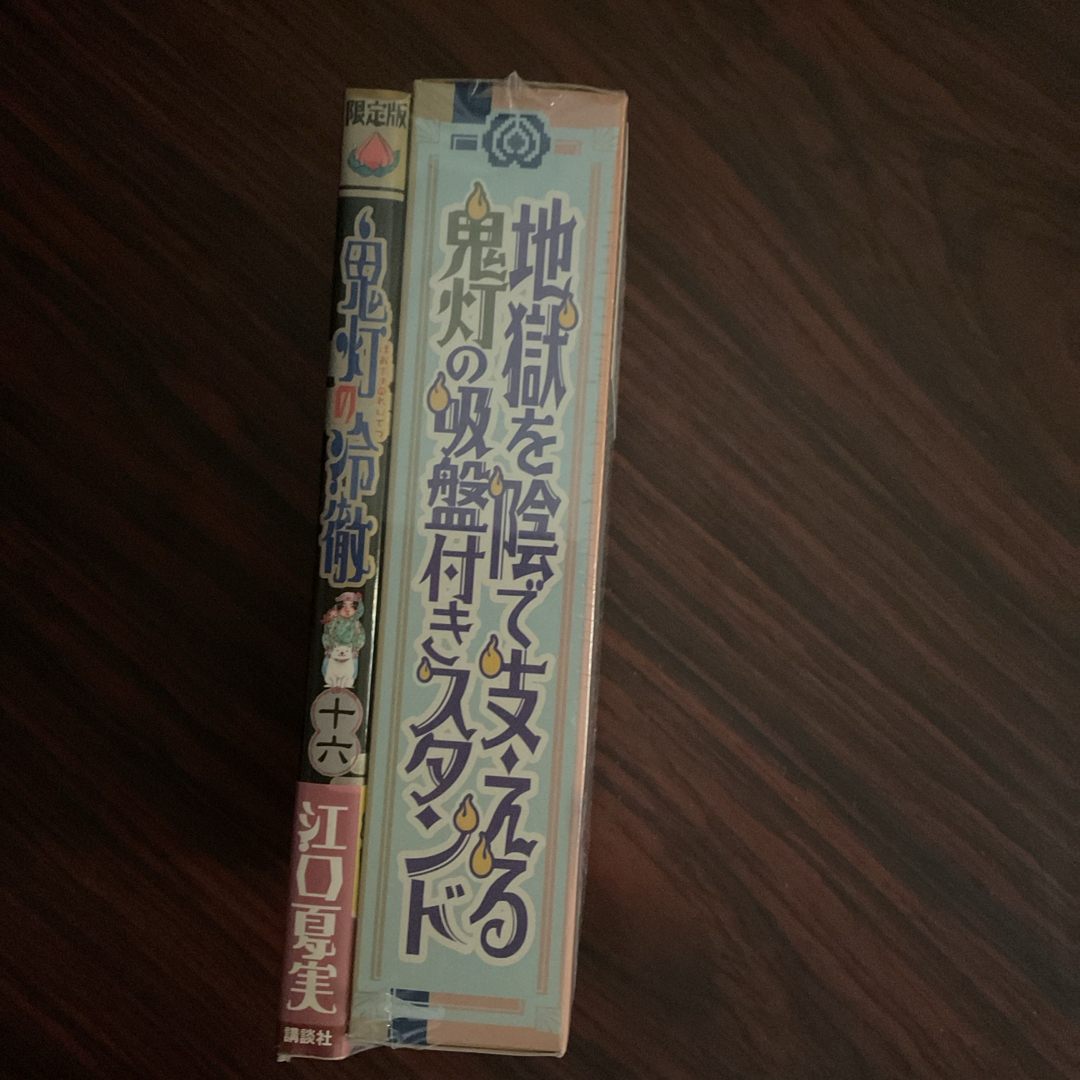 限定版
鬼灯の冷徹
ほおずきのれいてつ
十六
江口夏実
講談社
地獄を陰で支える
鬼灯の吸盤付きスタンド